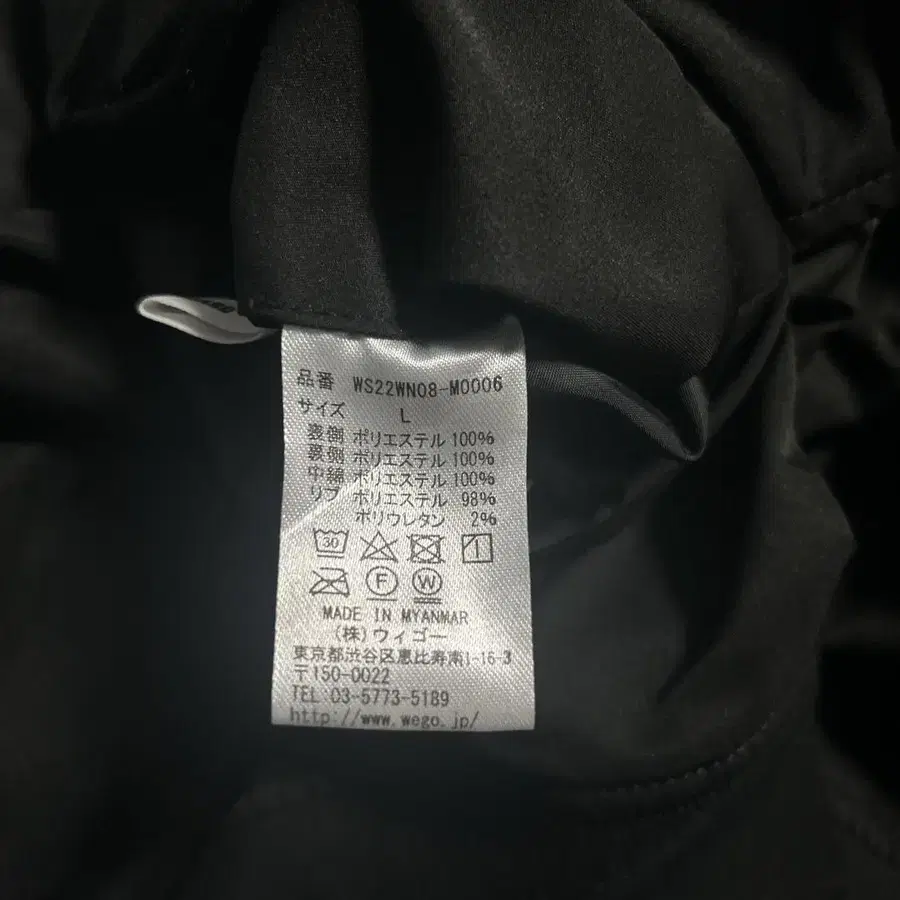 品番 WS22WN08-M0006
サイズ L
表側 ポリエステル 100%
裏側 ポリエステル 100%
中綿 ポリエステル 100%
リブ ポリエステル 98%
ポリウレタン 2%
30
F W
MADE IN MYANMAR
(株)ウィゴー
東京都渋谷区恵比寿南1-16-3
〒150-0022
TEL:03-5773-5189
http://www.wego.jp/